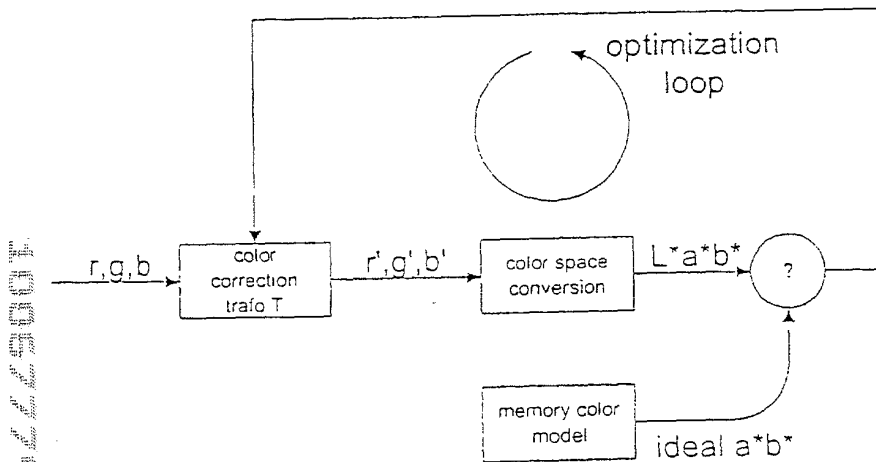 optimization
loop
r,g,b
color
correction
trafo T
r',g',b'
color space
conversion
L*a*b*
?
memory color
model
ideal a*b*